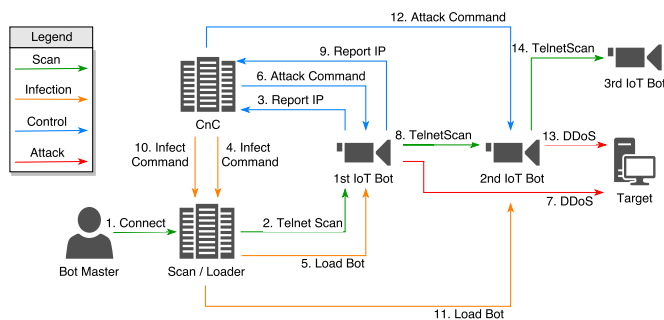 Legend
Scan
Infection
Control
Attack
12. Attack Command
9. Report IP
6. Attack Command
3. Report IP
CnC
14. TelnetScan
3rd IoT Bot
10. Infect
Command
4. Infect
Command
8. TelnetScan
1st IoT Bot
2nd IoT Bot
13. DDoS
7. DDoS
Target
1. Connect
2. Telnet Scan
5. Load Bot
Bot Master
Scan / Loader
11. Load Bot